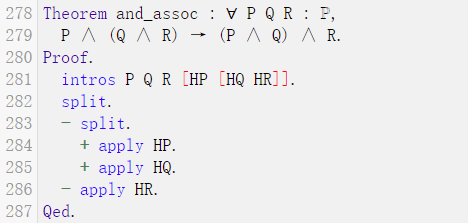 278 Theorem and_assoc : ∀ P Q R : ℙ,
279   P ∧ (Q ∧ R) → (P ∧ Q) ∧ R.
280 Proof.
281   intros P Q R [HP [HQ HR]].
282   split.
283   - split.
284     + apply HP.
285     + apply HQ.
286   - apply HR.
287 Qed.